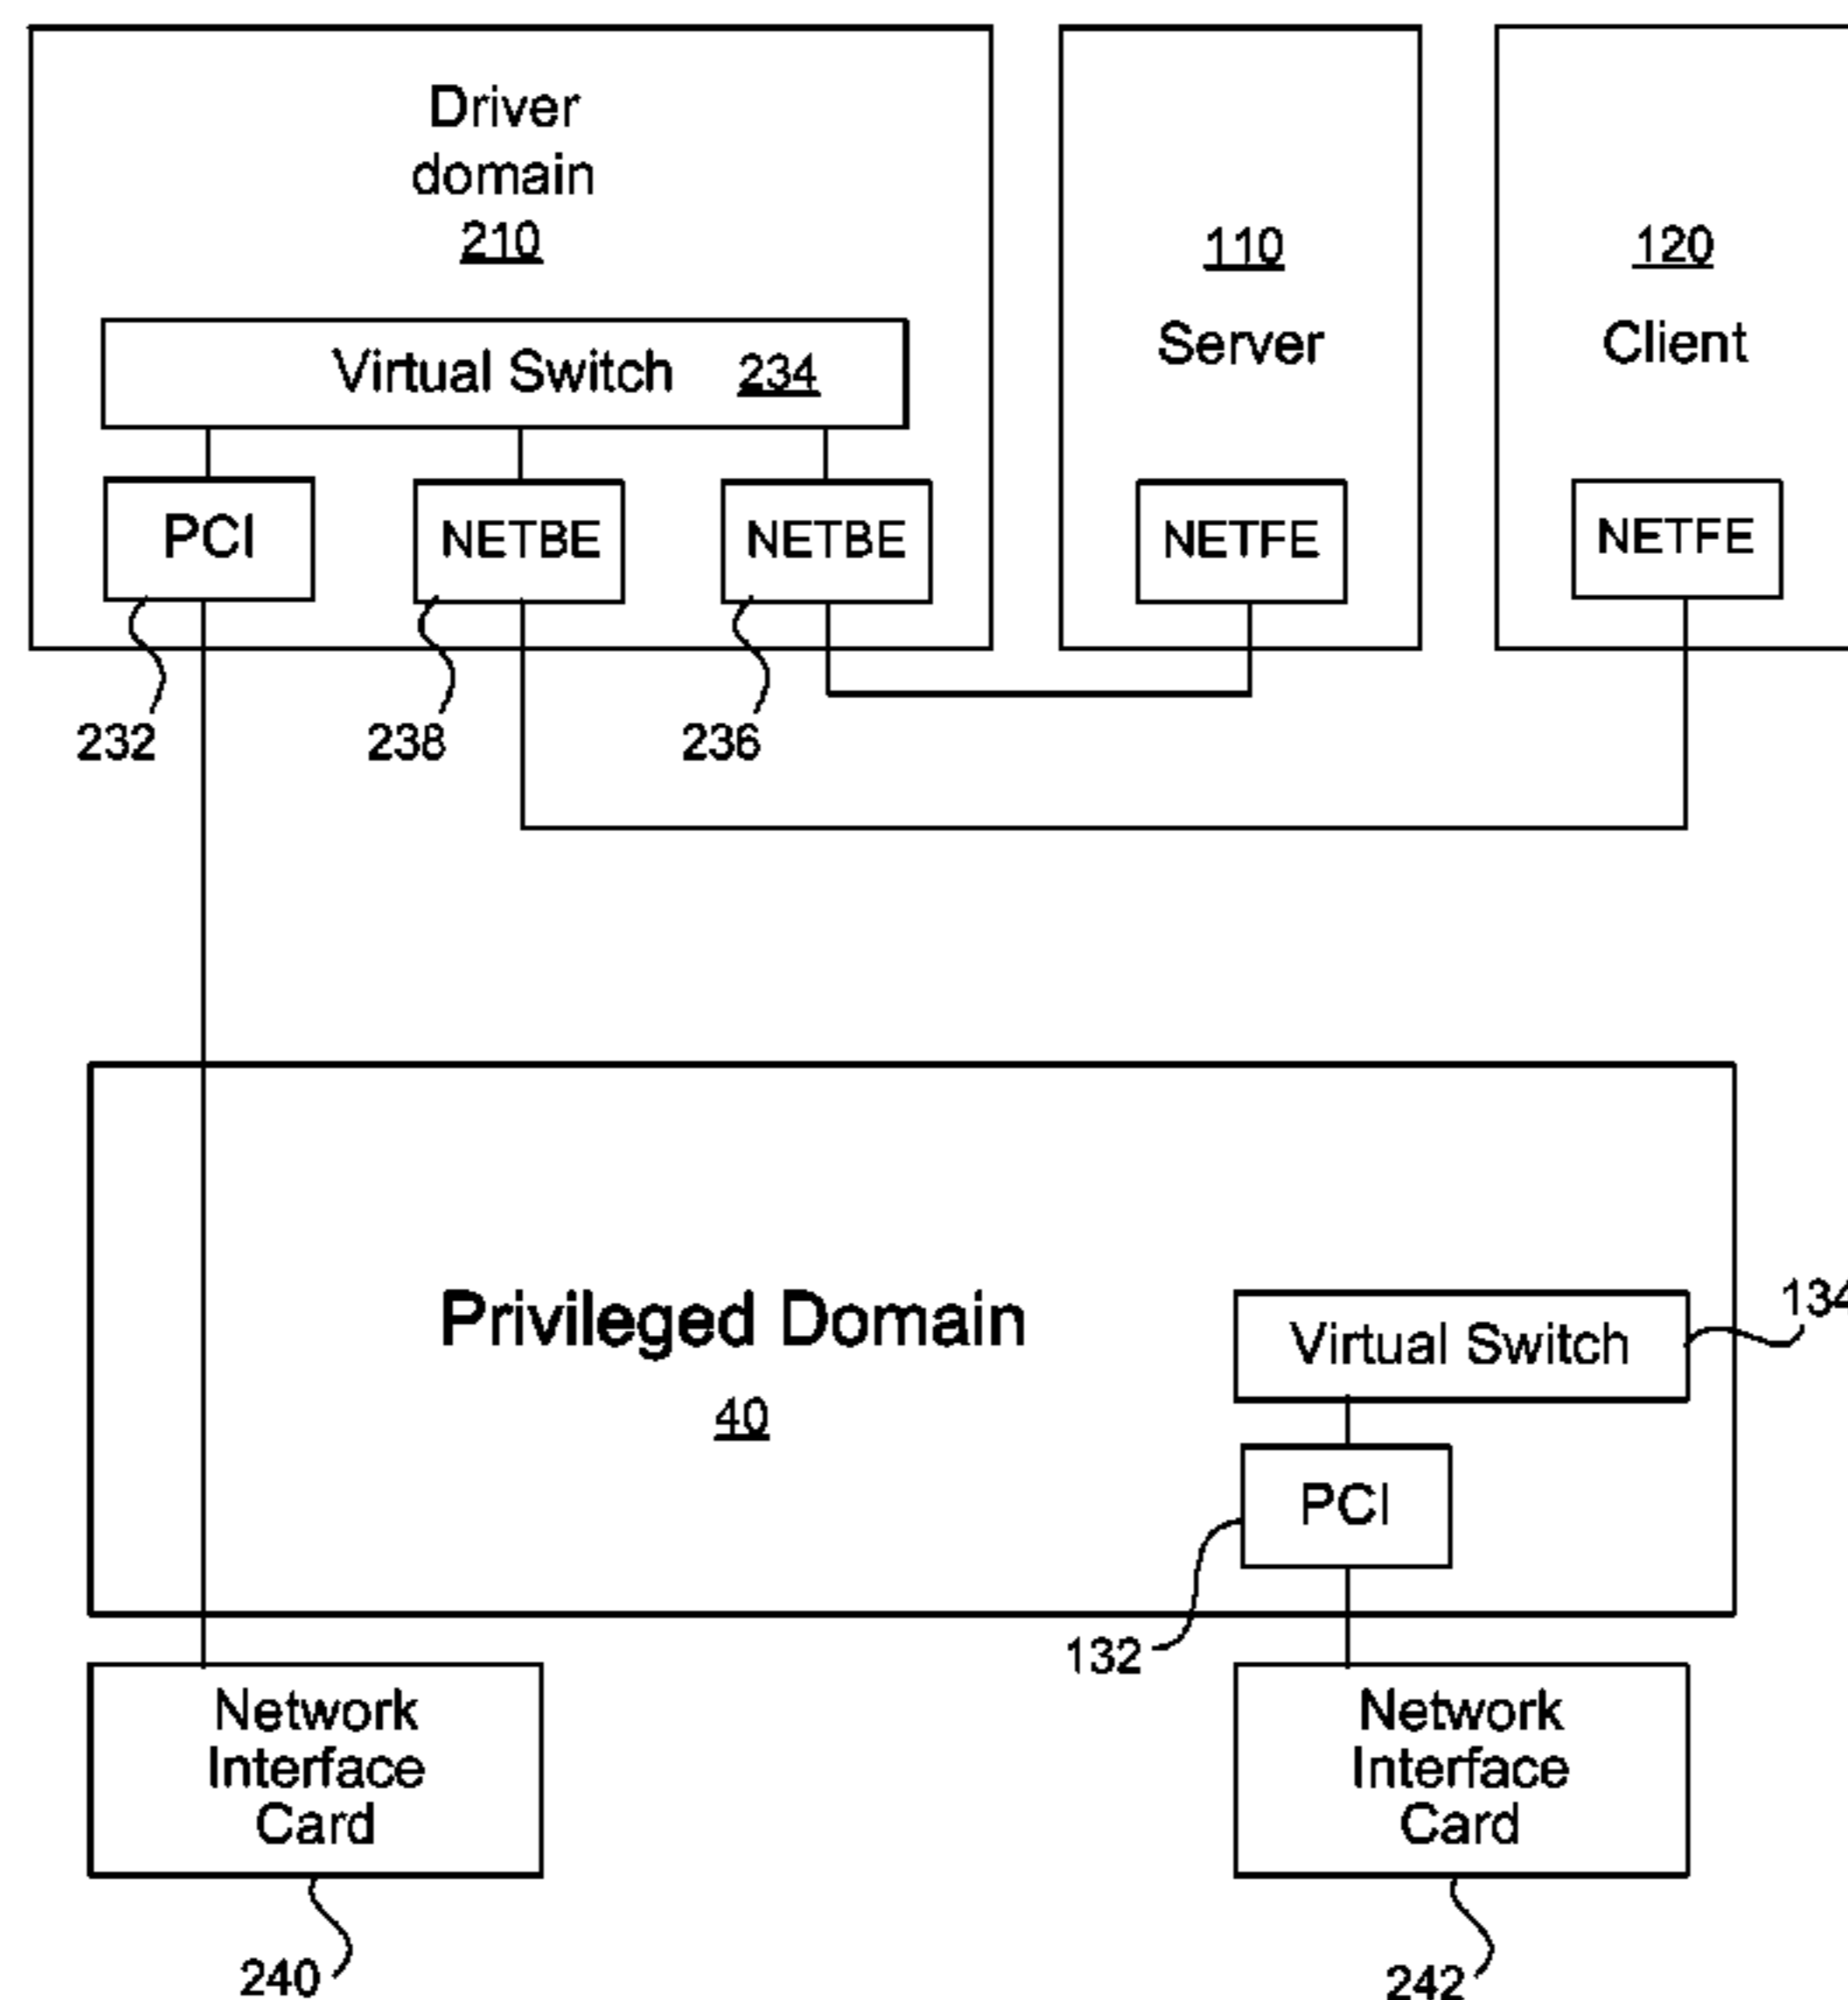 Driver
domain
210
Virtual Switch 234
PCI
NETBE
NETBE
232
238
236
110
Server
NETFE
120
Client
NETFE
Privileged Domain
40
Virtual Switch
134
PCI
132
Network
Interface
Card
240
Network
Interface
Card
242